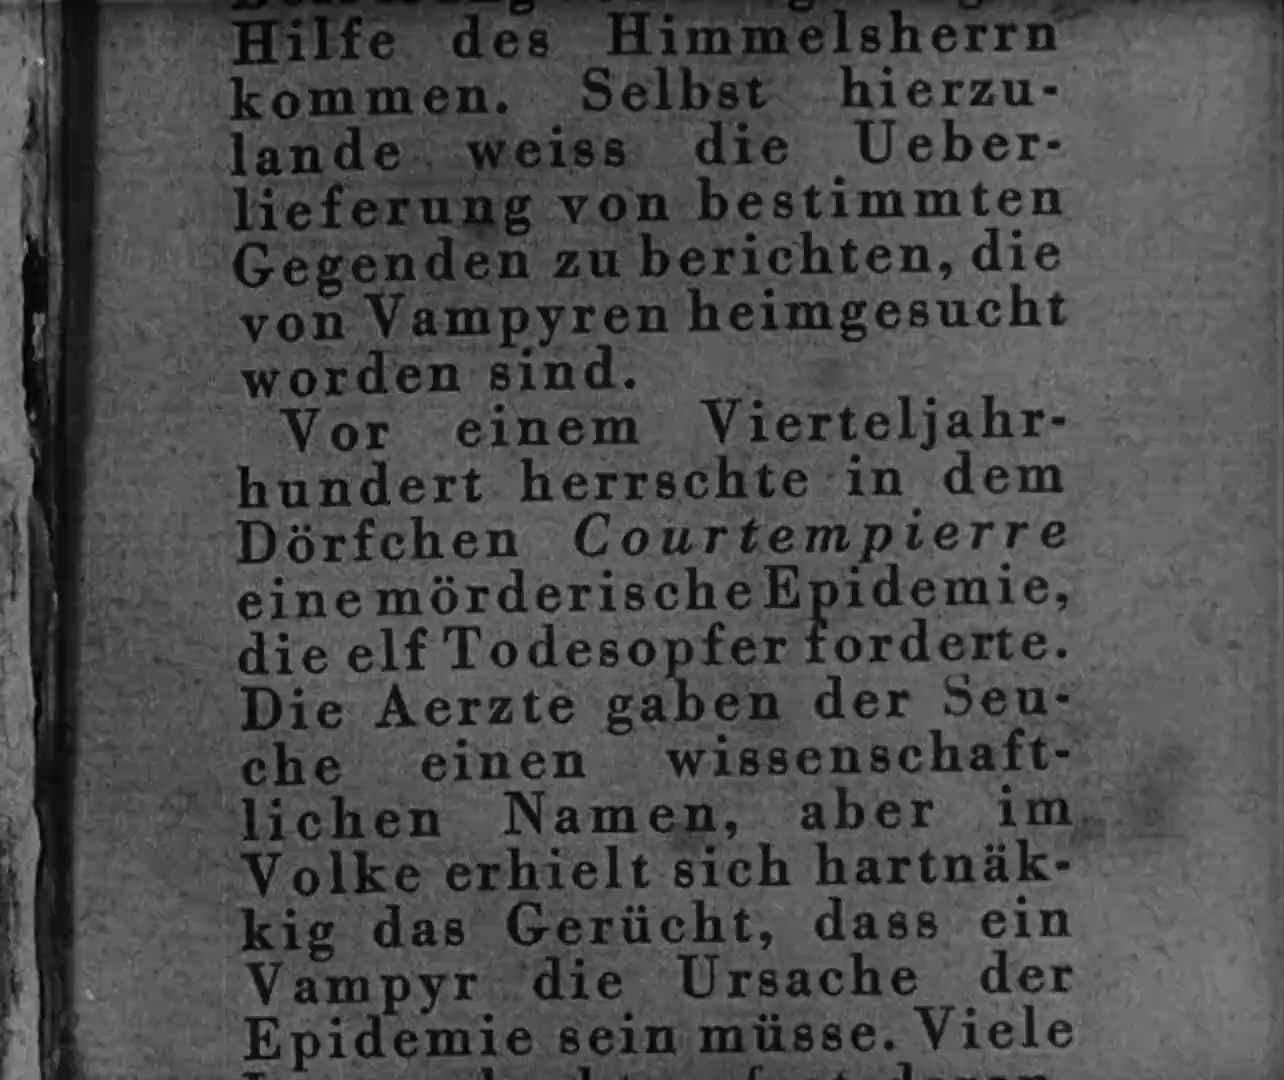 Hilfe des Himmelsherrn
kommen. Selbst hierzu-
lande weiss die Ueber-
lieferung von bestimmten
Gegenden zu berichten, die
von Vampyren heimgesucht
worden sind.
Vor einem Vierteljahr-
hundert herrschte in dem
Dörfchen Courtempierre
eine mörderische Epidemie,
die elf Todesopfer forderte.
Die Aerzte gaben der Seu-
che einen wissenschaft-
lichen Namen, aber im
Volke erhielt sich hartnäk-
kig das Gerücht, dass ein
Vampyr die Ursache der
Epidemie sein müsse. Viele